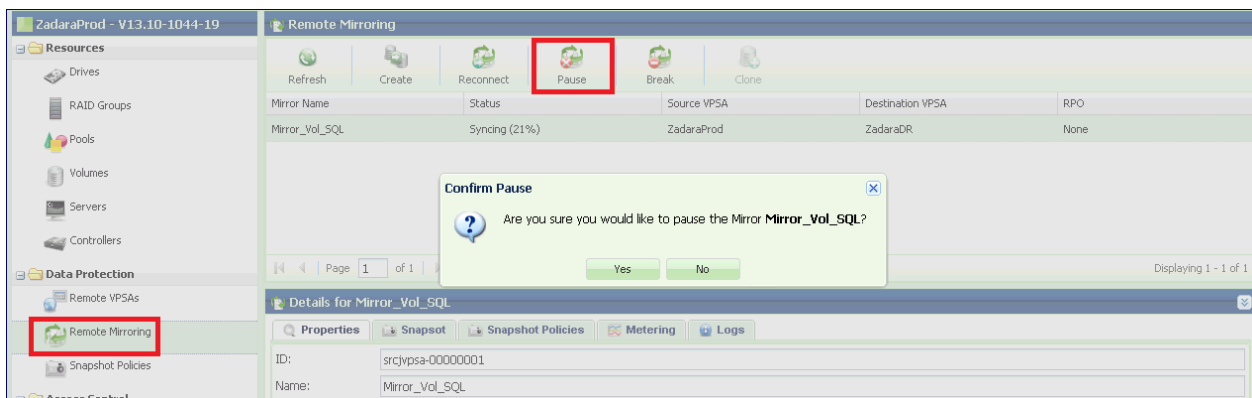 ZadaraProd - V13.10-1044-19
Resources
Drives
RAID Groups
Pools
Volumes
Servers
Controllers
Data Protection
Remote VPSAs
Remote Mirroring
Snapshot Policies
Access Control
Remote Mirroring
Refresh Create Reconnect Pause Break Clone
Mirror Name Status Source VPSA Destination VPSA RPO
Mirror_Vol_SQL Syncing (21%) ZadaraProd ZadaraDR None
Confirm Pause
Are you sure you would like to pause the Mirror Mirror_Vol_SQL?
Yes No
Page 1 of 1 Displaying 1 - 1 of 1
Details for Mirror_Vol_SQL
Properties Snapsot Snapshot Policies Metering Logs
ID: srcjvpsa-00000001
Name: Mirror_Vol_SQL